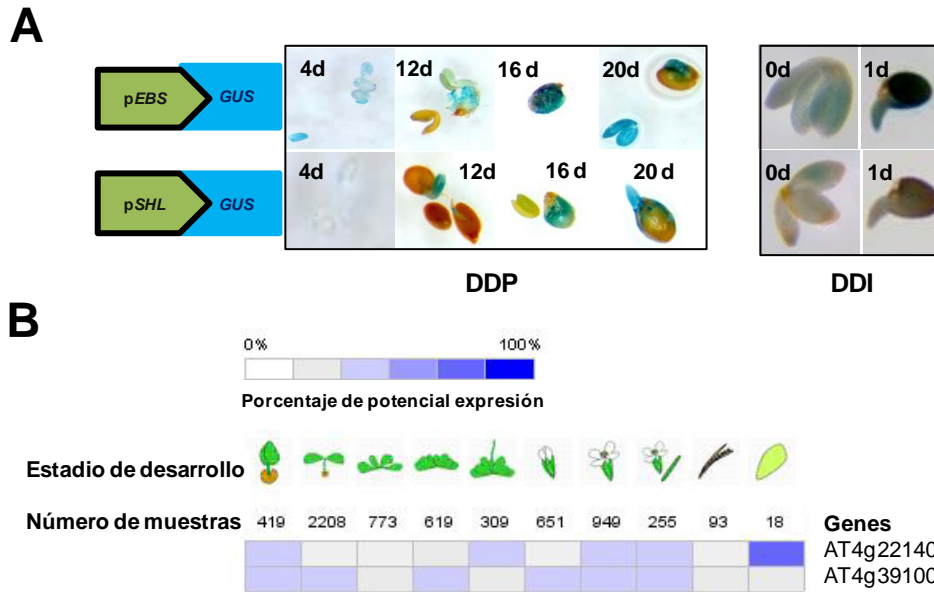 A
pEBS
GUS
4d
12d
16 d
20d
0d
1d
pSHL
GUS
4d
12d
16 d
20 d
0d
1d
DDP
DDI
B
0%
100%
Porcentaje de potencial expresión
Estadio de desarrollo
Número de muestras
419
2208
773
619
309
651
949
255
93
18
Genes
AT4g22140
AT4g39100